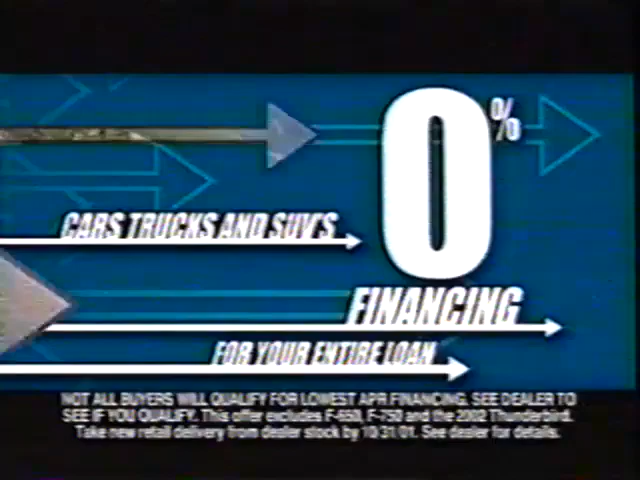 0%
CARS TRUCKS AND SUV'S
FINANCING
FOR YOUR ENTIRE LOAN
NOT ALL BUYERS WILL QUALIFY FOR LOWEST APR FINANCING. SEE DEALER TO
SEE IF YOU QUALIFY. This offer excludes F-650, F-750 and the 2002 Thunderbird.
Take new retail delivery from dealer stock by 10/31/01. See dealer for details.